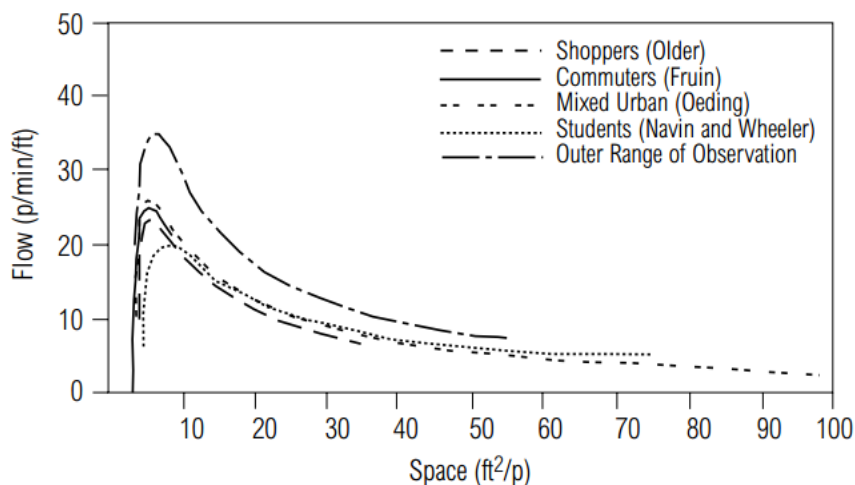 50
40
30
20
10
0
Flow (p/min/ft)
Shoppers (Older)
Commuters (Fruin)
Mixed Urban (Oeding)
Students (Navin and Wheeler)
Outer Range of Observation
10 20 30 40 50 60 70 80 90 100
Space (ft²/p)